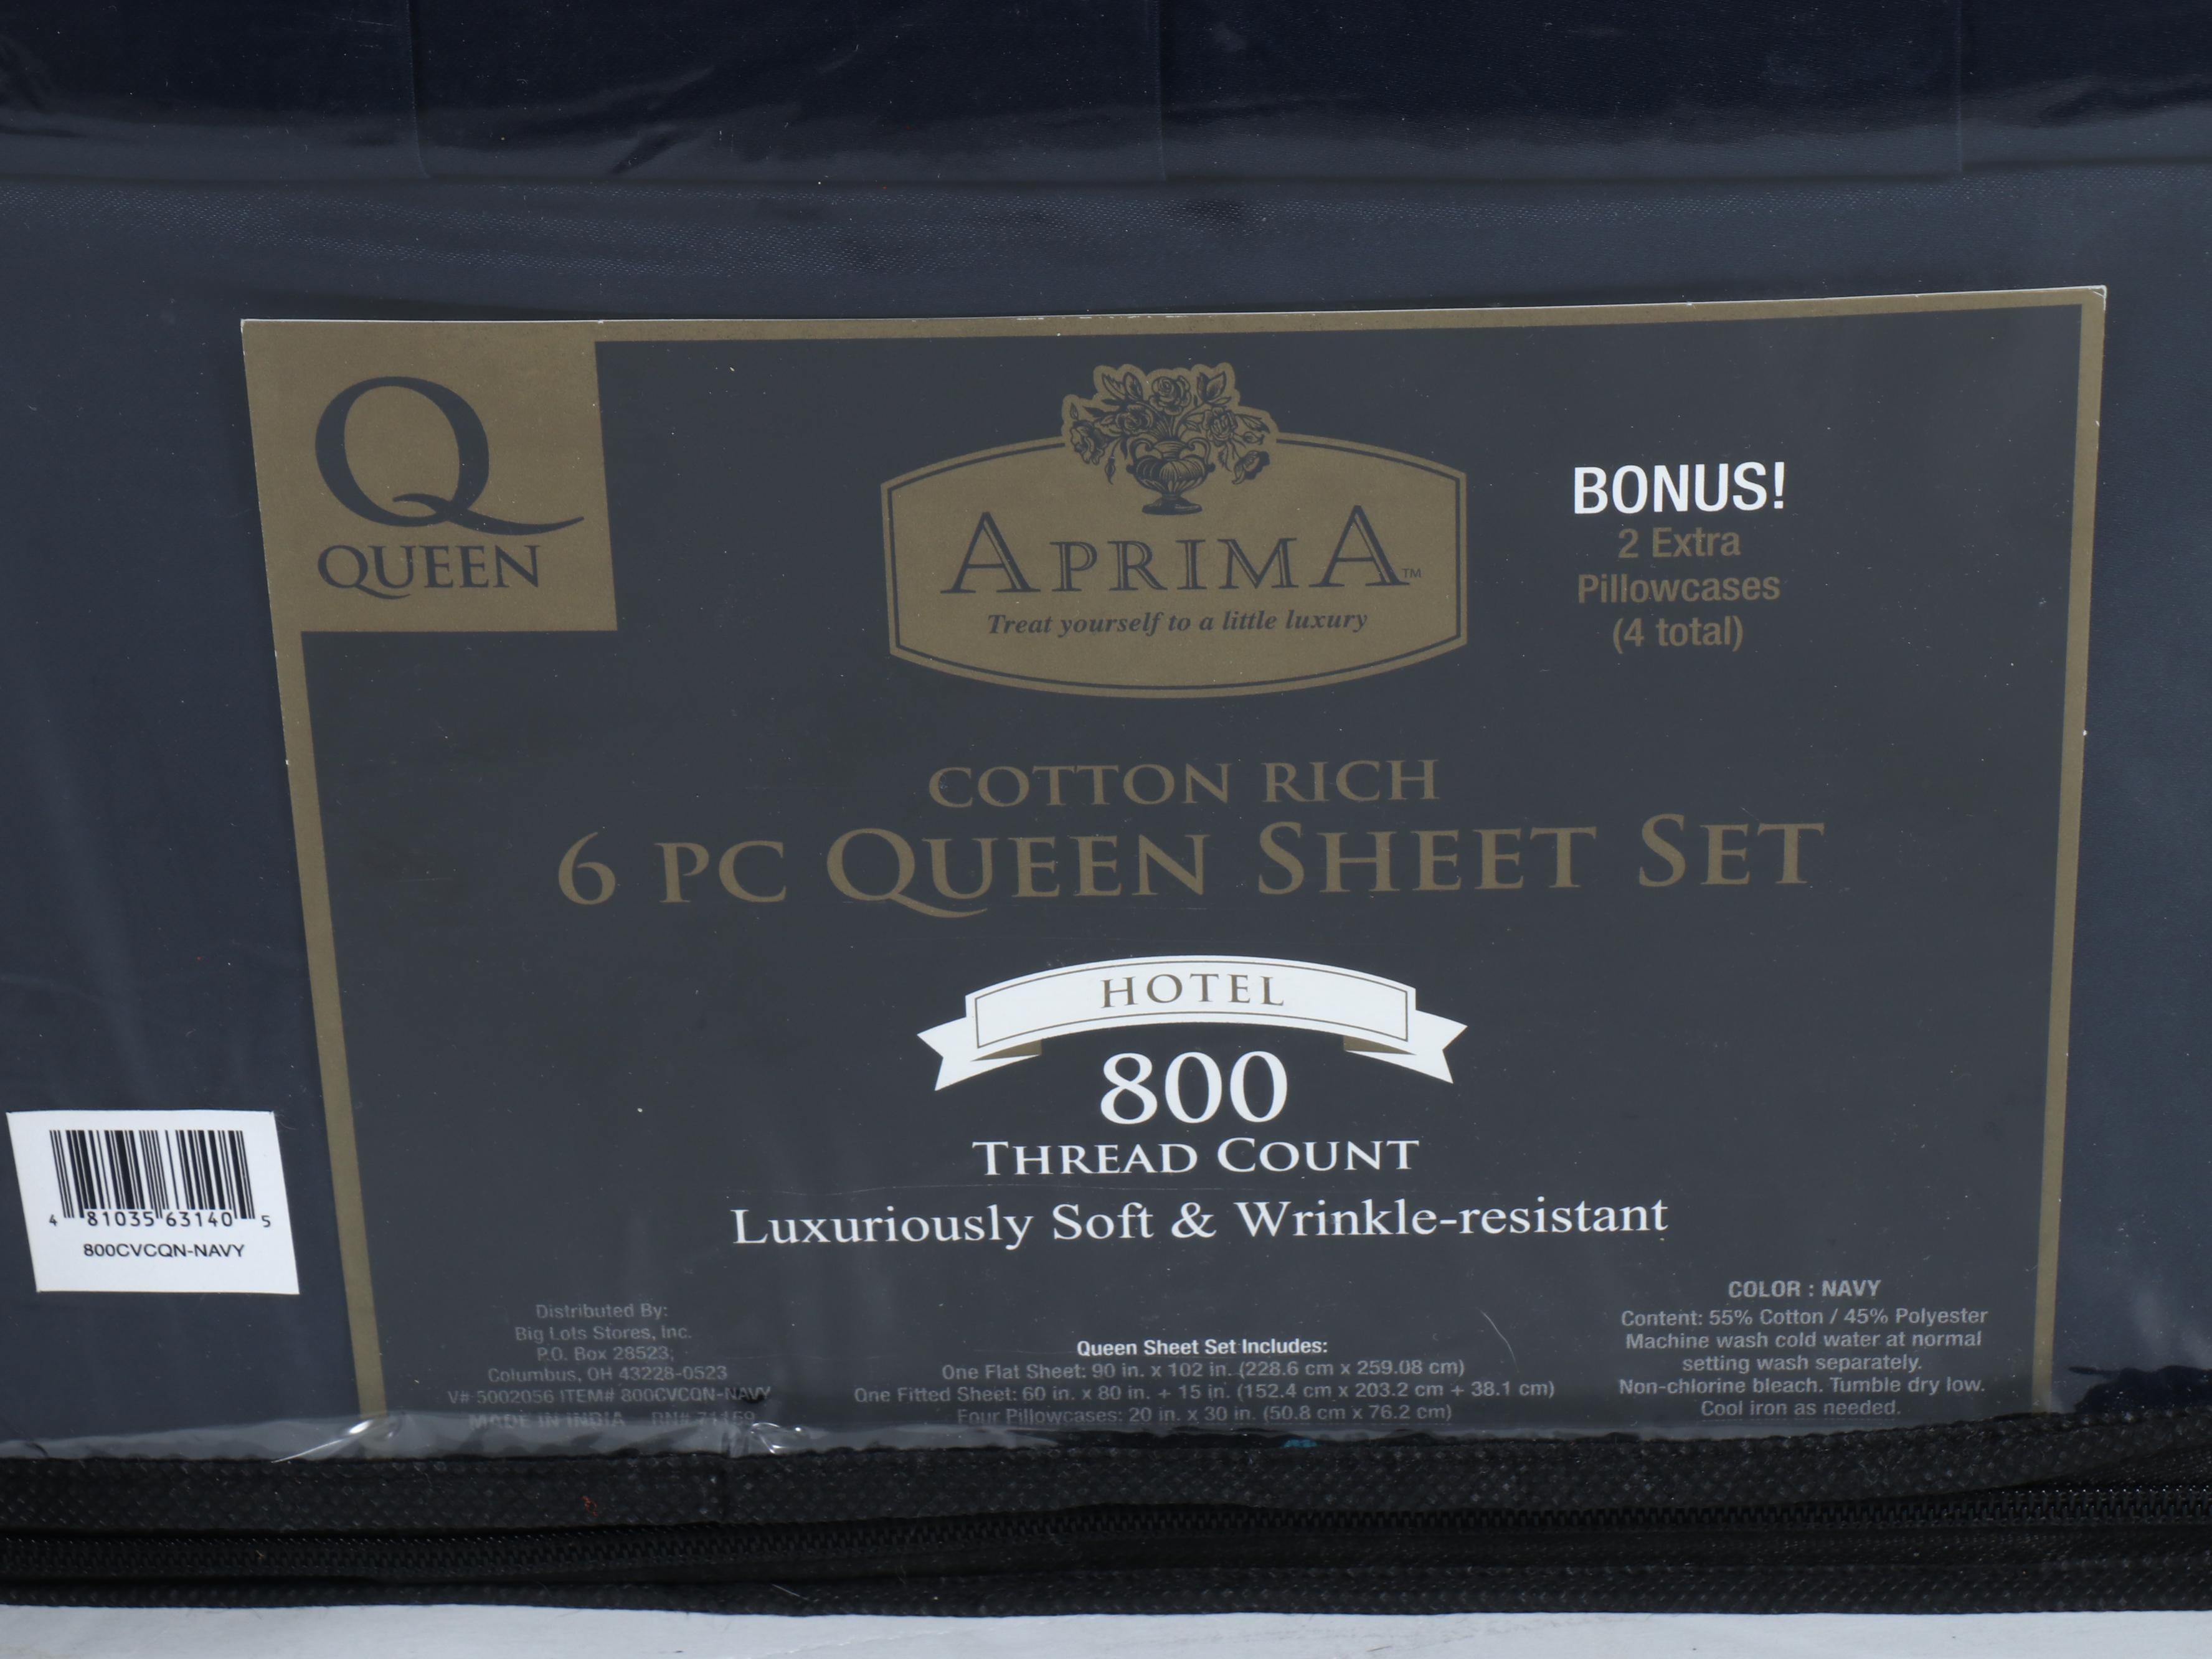 Q
QUEEN
APRIMA™
Treat yourself to a little luxury
BONUS!
2 Extra
Pillowcases
(4 total)
COTTON RICH
6 PC QUEEN SHEET SET
HOTEL
800
THREAD COUNT
Luxuriously Soft & Wrinkle-resistant
4 81035 63140 5
800CVCQN-NAVY
Distributed By:
Big Lots Stores, Inc.
P.O. Box 28523,
Columbus, OH 43228-0523
V# 5002056 ITEM# 800CVCQN-NAVY
MADE IN INDIA RN# 71159
Queen Sheet Set Includes:
One Flat Sheet: 90 in. x 102 in. (228.6 cm x 259.08 cm)
One Fitted Sheet: 60 in. x 80 in. + 15 in. (152.4 cm x 203.2 cm + 38.1 cm)
Four Pillowcases: 20 in. x 30 in. (50.8 cm x 76.2 cm)
COLOR : NAVY
Content: 55% Cotton / 45% Polyester
Machine wash cold water at normal
setting wash separately.
Non-chlorine bleach. Tumble dry low.
Cool iron as needed.